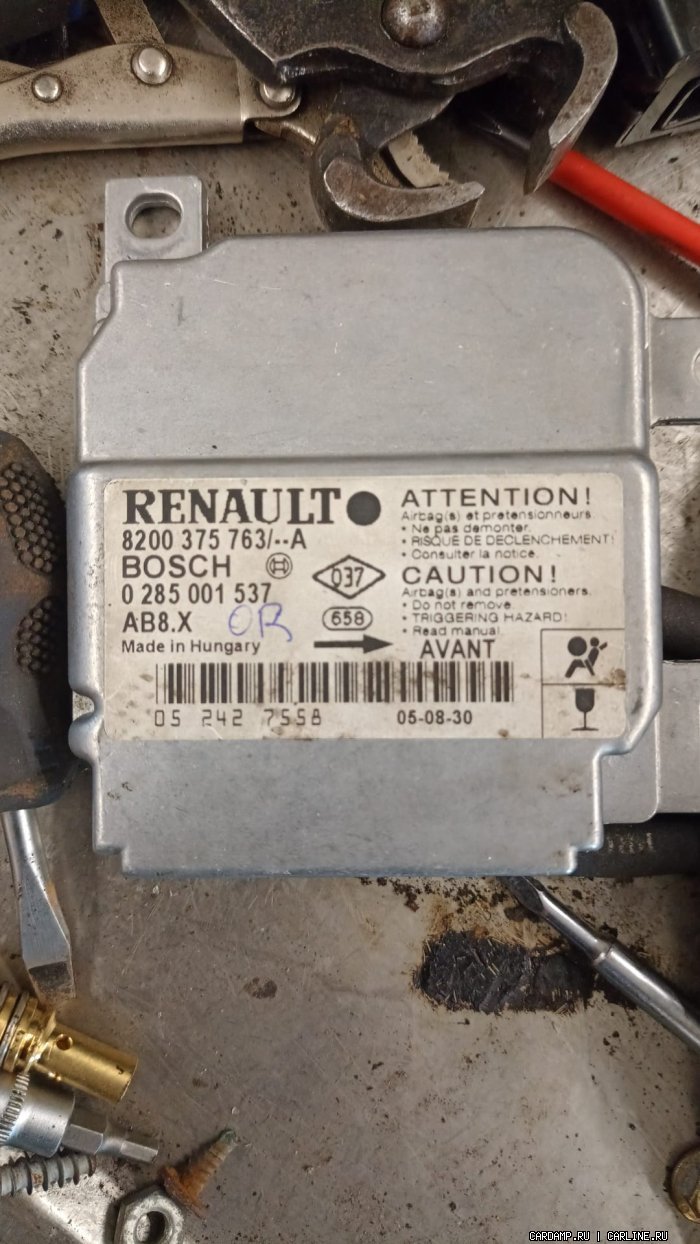 RENAULT
8200 375 763/--A
BOSCH
0 285 001 537
AB8.X
OR
Made in Hungary
037
658
ATTENTION!
Airbag(s) et pretensionneurs.
• Ne pas demonter.
• RISQUE DE DECLENCHEMENT!
• Consulter la notice.
CAUTION!
Airbag(s) and pretensioners.
• Do not remove.
• TRIGGERING HAZARD!
• Read manual.
AVANT
05 242 7558
05-08-30
CARDAMP.RU | CARLINE.RU